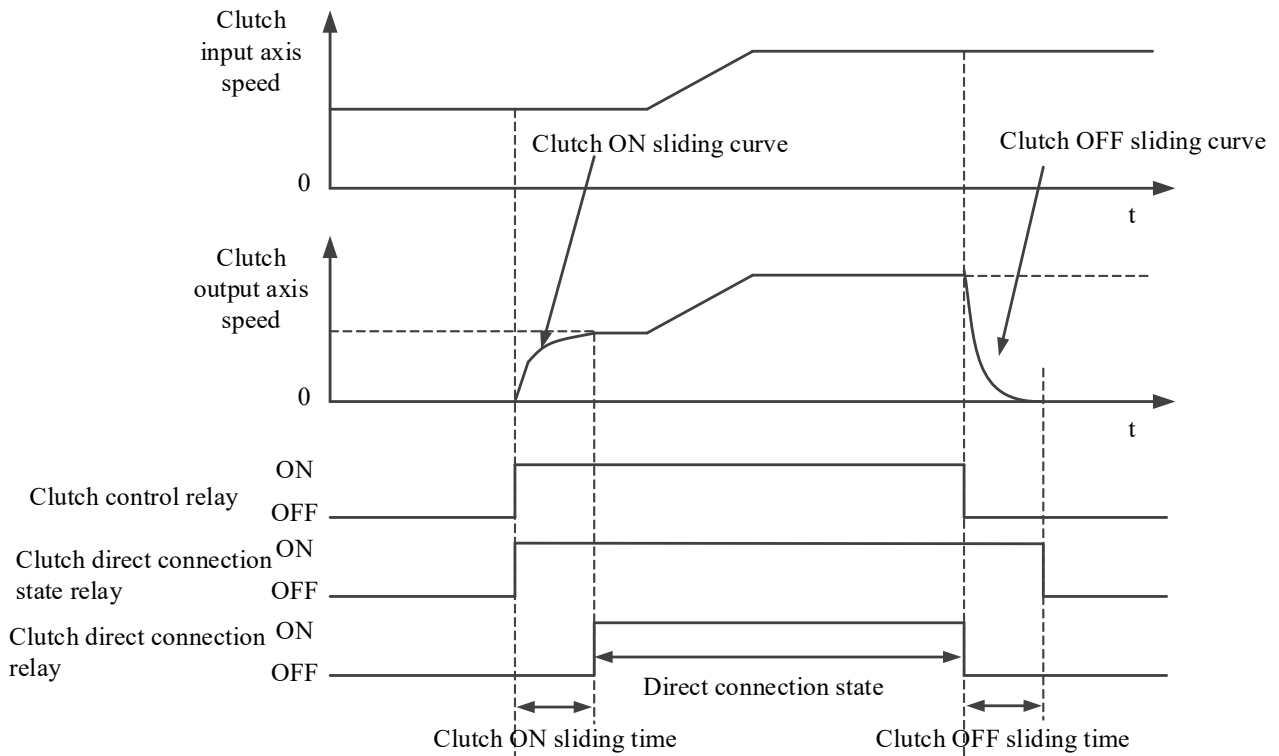 Clutch
input axis
speed
Clutch ON sliding curve
Clutch OFF sliding curve
0
t
Clutch
output axis
speed
0
t
ON
Clutch control relay
OFF
ON
Clutch direct connection
state relay
OFF
ON
Clutch direct connection
relay
OFF
Direct connection state
Clutch ON sliding time
Clutch OFF sliding time